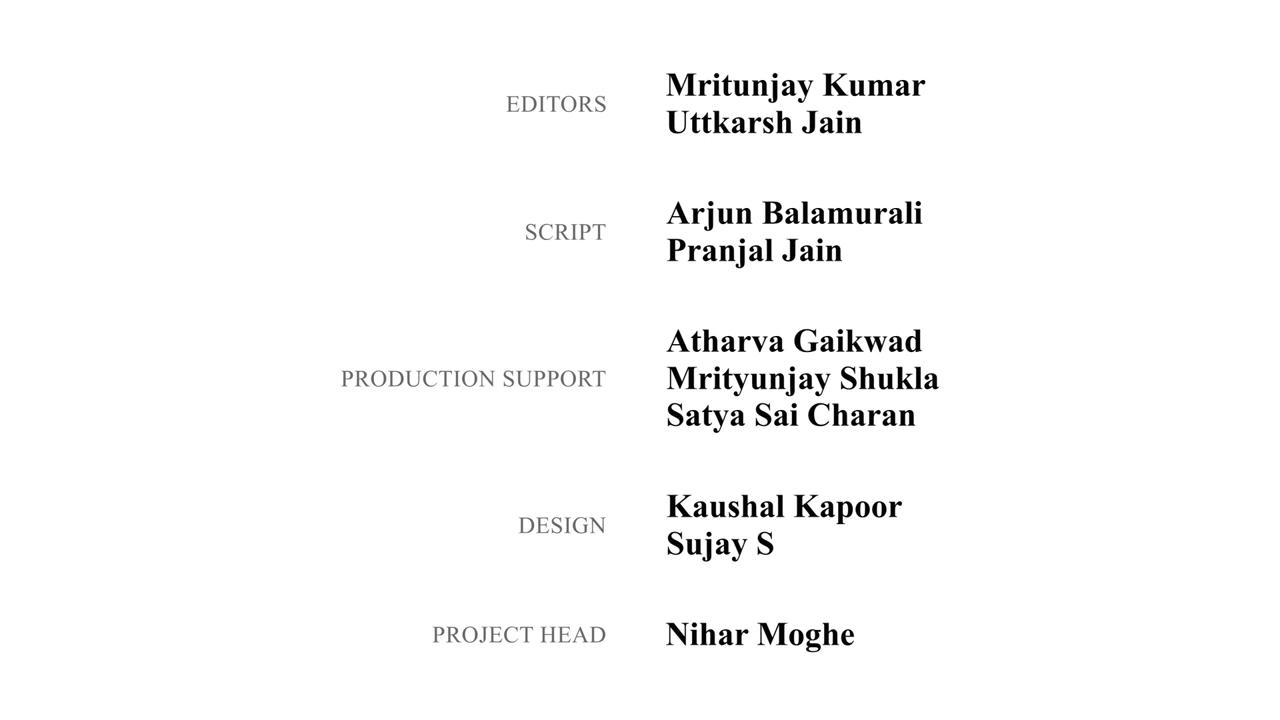 EDITORS
Mritunjay Kumar
Uttkarsh Jain
SCRIPT
Arjun Balamurali
Pranjal Jain
PRODUCTION SUPPORT
Atharva Gaikwad
Mrityunjay Shukla
Satya Sai Charan
DESIGN
Kaushal Kapoor
Sujay S
PROJECT HEAD
Nihar Moghe